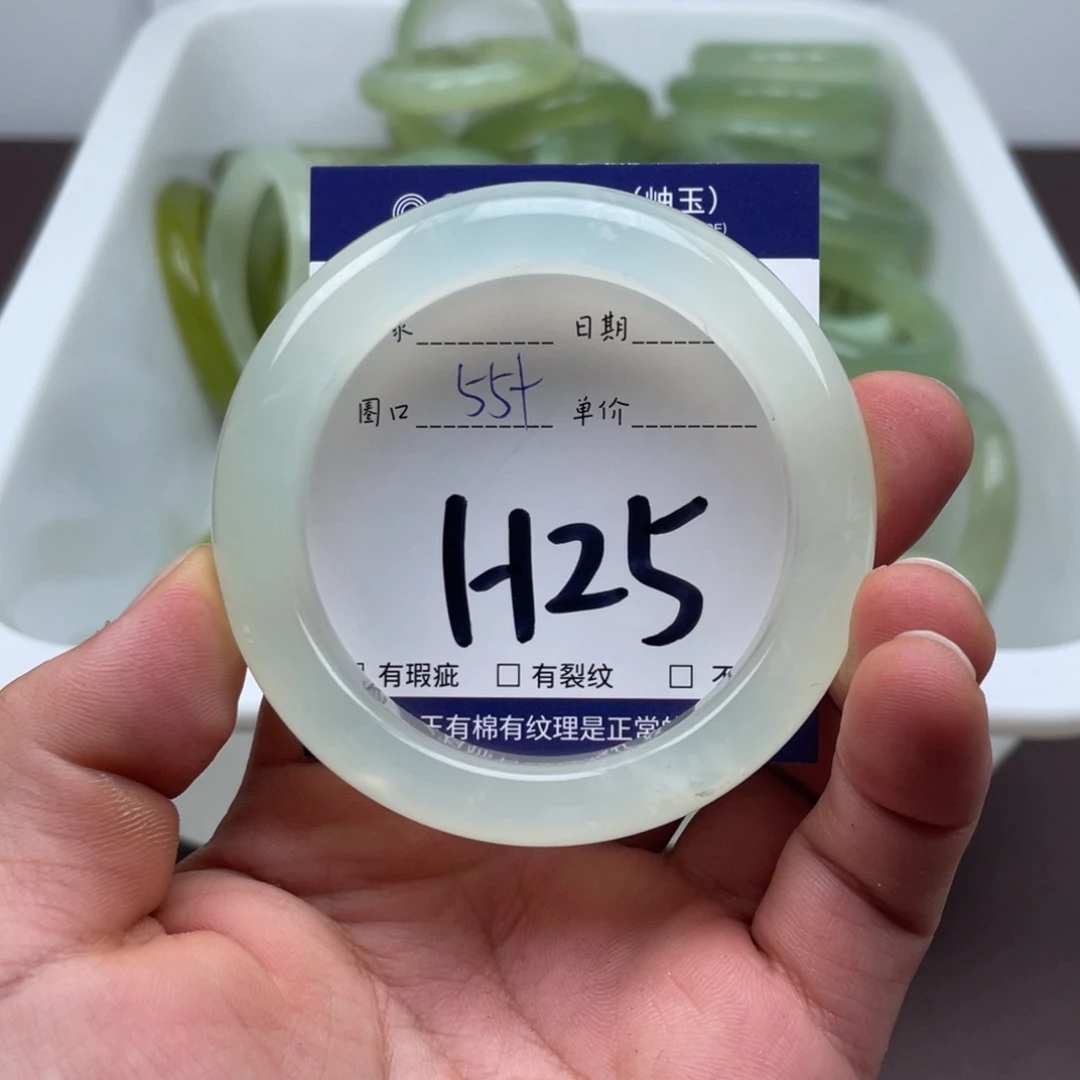 （岫玉）
日期
圈口 55+ 单价
H25
□ 有瑕疵 □ 有裂纹 □
玉有棉有纹理是正常